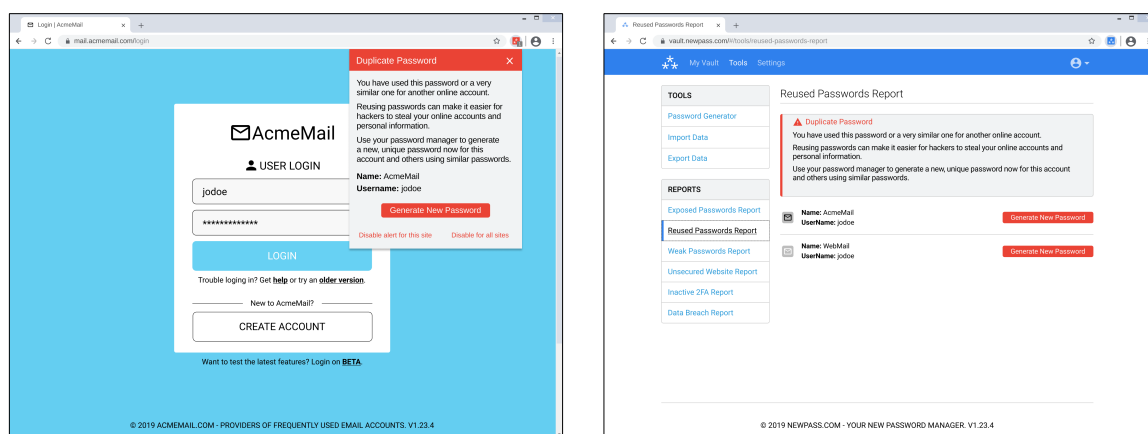 Login | AcmeMail
mail.acmemail.com/login
Duplicate Password
You have used this password or a very
similar one for another online account.
Reusing passwords can make it easier for
hackers to steal your online accounts and
personal information.
Use your password manager to generate
a new, unique password now for this
account and others using similar passwords.
Name: AcmeMail
Username: jodoe
Generate New Password
Disable alert for this site Disable for all sites
AcmeMail
USER LOGIN
jodoe
*************
LOGIN
Trouble loging in? Get help or try an older version.
New to AcmeMail?
CREATE ACCOUNT
Want to test the latest features? Login on BETA.
© 2019 ACMEMAIL.COM - PROVIDERS OF FREQUENTLY USED EMAIL ACCOUNTS. V1.23.4
Reused Passwords Report
vault.newpass.com/#/tools/reused-passwords-report
My Vault Tools Settings
TOOLS
Password Generator
Import Data
Export Data
REPORTS
Exposed Passwords Report
Reused Passwords Report
Weak Passwords Report
Unsecured Website Report
Inactive 2FA Report
Data Breach Report
Reused Passwords Report
Duplicate Password
You have used this password or a very similar one for another online account.
Reusing passwords can make it easier for hackers to steal your online accounts and
personal information.
Use your password manager to generate a new, unique password now for this account
and others using similar passwords.
Name: AcmeMail
UserName: jodoe
Generate New Password
Name: WebMail
UserName: jodoe
Generate New Password
© 2019 NEWPASS.COM - YOUR NEW PASSWORD MANAGER. V1.23.4